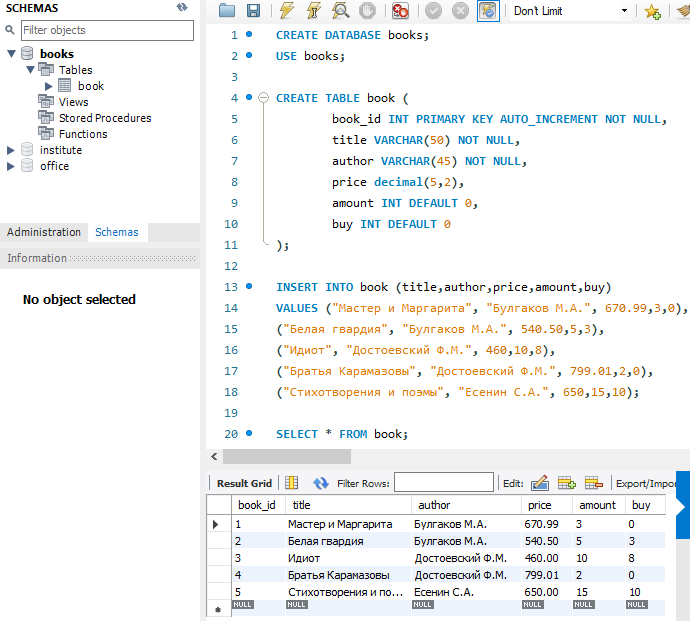 SCHEMAS
Filter objects
books
Tables
book
Views
Stored Procedures
Functions
institute
office
Administration Schemas
Information
No object selected
Don't Limit
1 CREATE DATABASE books;
2 USE books;
3
4 CREATE TABLE book (
5 book_id INT PRIMARY KEY AUTO_INCREMENT NOT NULL,
6 title VARCHAR(50) NOT NULL,
7 author VARCHAR(45) NOT NULL,
8 price decimal(5,2),
9 amount INT DEFAULT 0,
10 buy INT DEFAULT 0
11 );
12
13 INSERT INTO book (title,author,price,amount,buy)
14 VALUES ("Мастер и Маргарита", "Булгаков М.А.", 670.99,3,0),
15 ("Белая гвардия", "Булгаков М.А.", 540.50,5,3),
16 ("Идиот", "Достоевский Ф.М.", 460,10,8),
17 ("Братья Карамазовы", "Достоевский Ф.М.", 799.01,2,0),
18 ("Стихотворения и поэмы", "Есенин С.А.", 650,15,10);
19
20 SELECT * FROM book;
Result Grid Filter Rows: Edit: Export/Impor
book_id title author price amount buy
1 Мастер и Маргарита Булгаков М.А. 670.99 3 0
2 Белая гвардия Булгаков М.А. 540.50 5 3
3 Идиот Достоевский Ф.М. 460.00 10 8
4 Братья Карамазовы Достоевский Ф.М. 799.01 2 0
5 Стихотворения и по... Есенин С.А. 650.00 15 10
NULL NULL NULL NULL NULL NULL